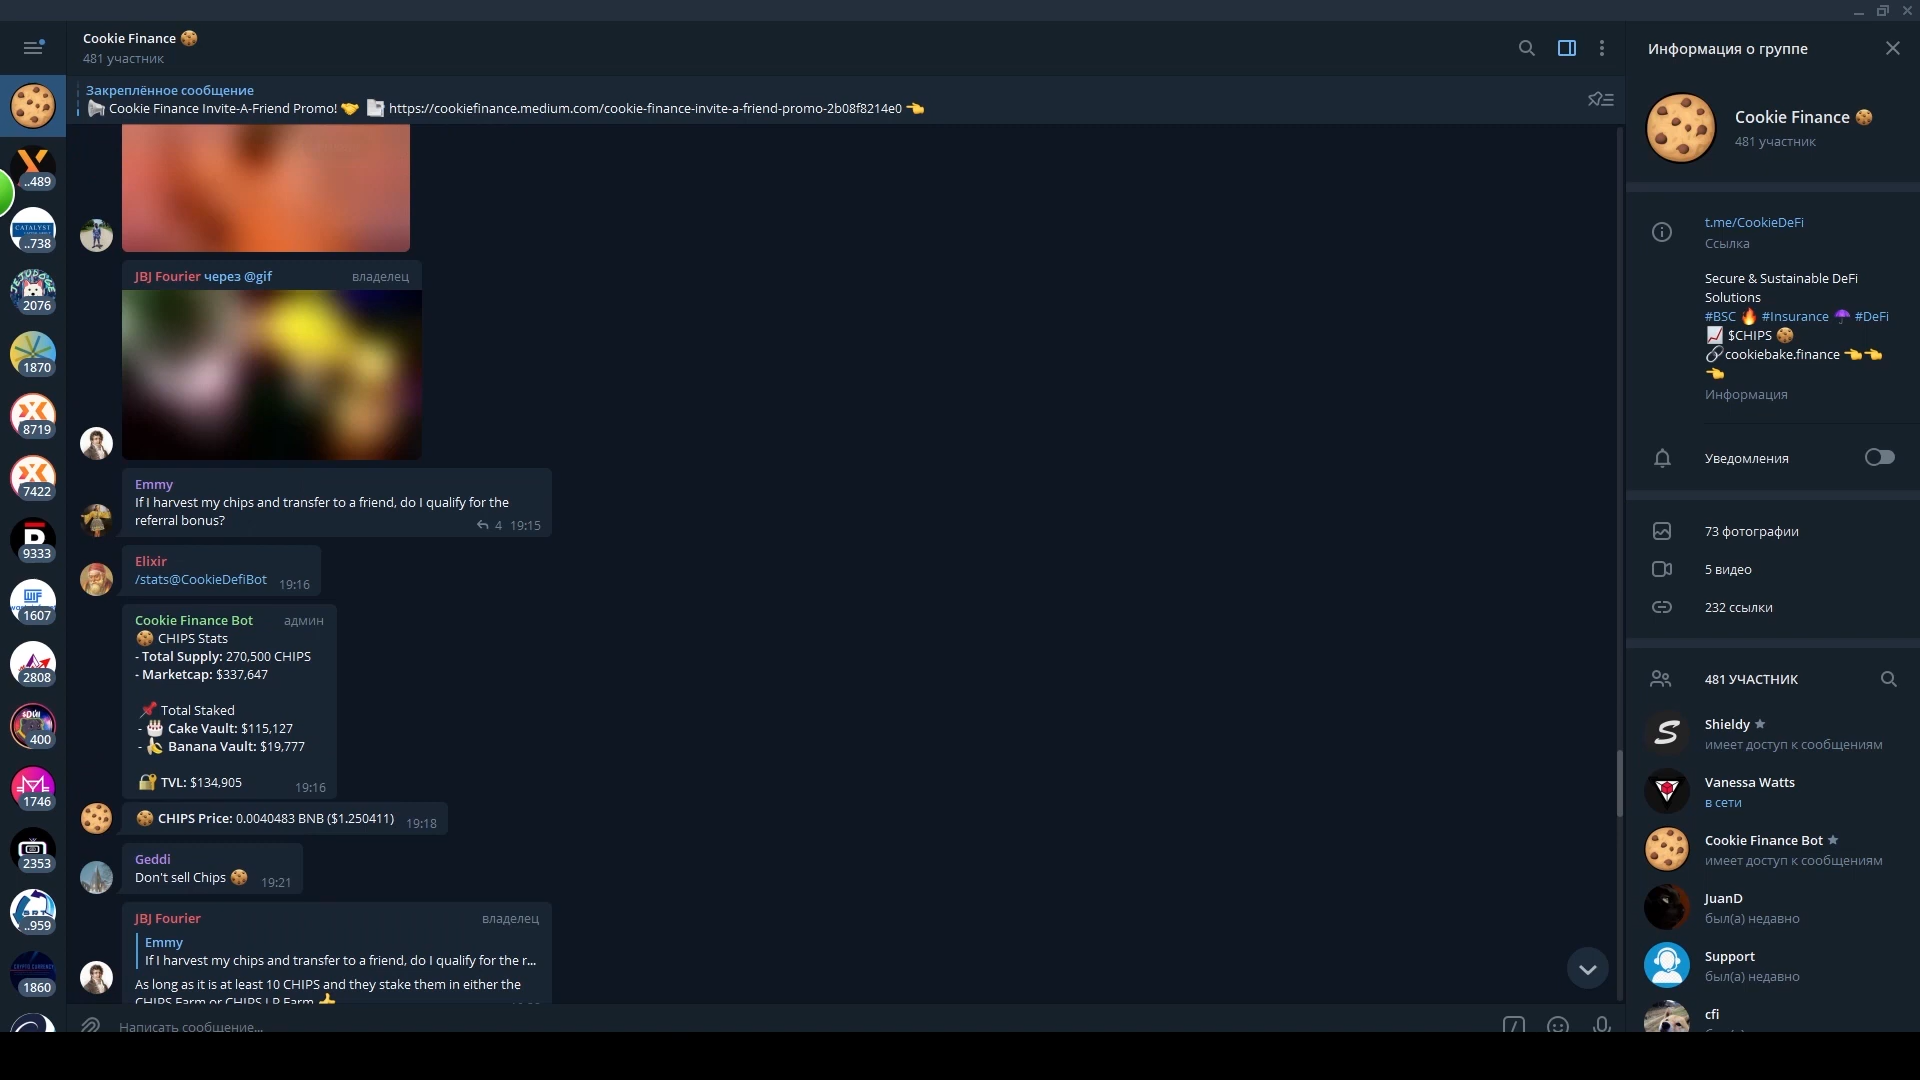 Cookie Finance 🍪
481 участник
Закреплённое сообщение
Cookie Finance Invite-A-Friend Promo! https://cookiefinance.medium.com/cookie-finance-invite-a-friend-promo-2b08f8214e0
..489
..738
2076
1870
8719
7422
9333
1607
2808
400
1746
2353
..959
1860
JBJ Fourier через @gif владелец
Emmy
If I harvest my chips and transfer to a friend, do I qualify for the
referral bonus? 4 19:15
Elixir
/stats@CookieDefiBot 19:16
Cookie Finance Bot админ
🍪 CHIPS Stats
- Total Supply: 270,500 CHIPS
- Marketcap: $337,647
📌 Total Staked
- 🎂 Cake Vault: $115,127
- 🍌 Banana Vault: $19,777
🔐 TVL: $134,905 19:16
🍪 CHIPS Price: 0.0040483 BNB ($1.250411) 19:18
Geddi
Don't sell Chips 🍪 19:21
JBJ Fourier владелец
Emmy
If I harvest my chips and transfer to a friend, do I qualify for the r...
As long as it is at least 10 CHIPS and they stake them in either the
CHIPS Farm or CHIPS LP Farm 👍
Написать сообщение...
Информация о группе
Cookie Finance 🍪
481 участник
t.me/CookieDeFi
Ссылка
Secure & Sustainable DeFi
Solutions
#BSC 🔥 #Insurance ☂️ #DeFi
📈 $CHIPS 🍪
🔗cookiebake.finance 👈👈
👈
Информация
Уведомления
73 фотографии
5 видео
232 ссылки
481 УЧАСТНИК
Shieldy
имеет доступ к сообщениям
Vanessa Watts
в сети
Cookie Finance Bot
имеет доступ к сообщениям
JuanD
был(а) недавно
Support
был(а) недавно
cfi